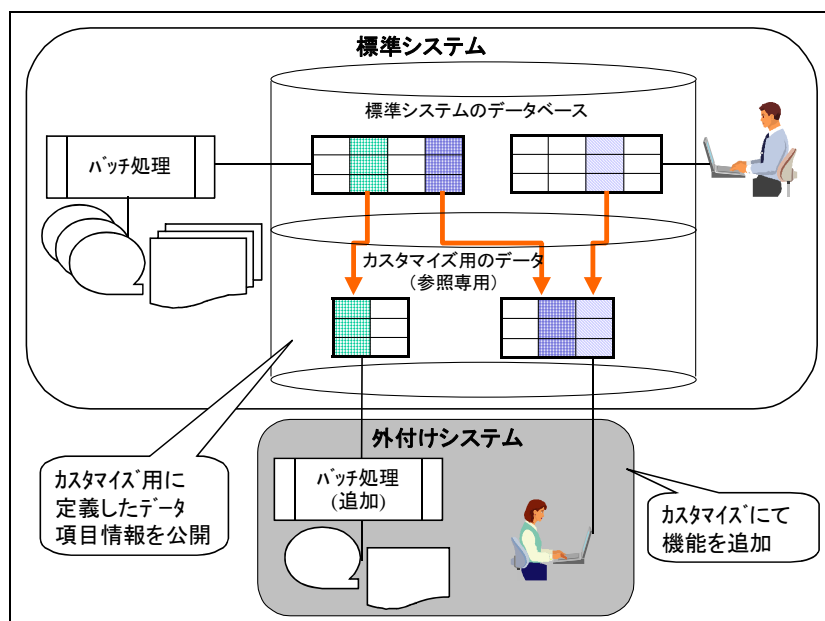 標準システム
標準システムのデータベース
バッチ処理
カスタマイズ用のデータ
(参照専用)
外付けシステム
バッチ処理
(追加)
カスタマイズ用に
定義したデータ
項目情報を公開
カスタマイズにて
機能を追加